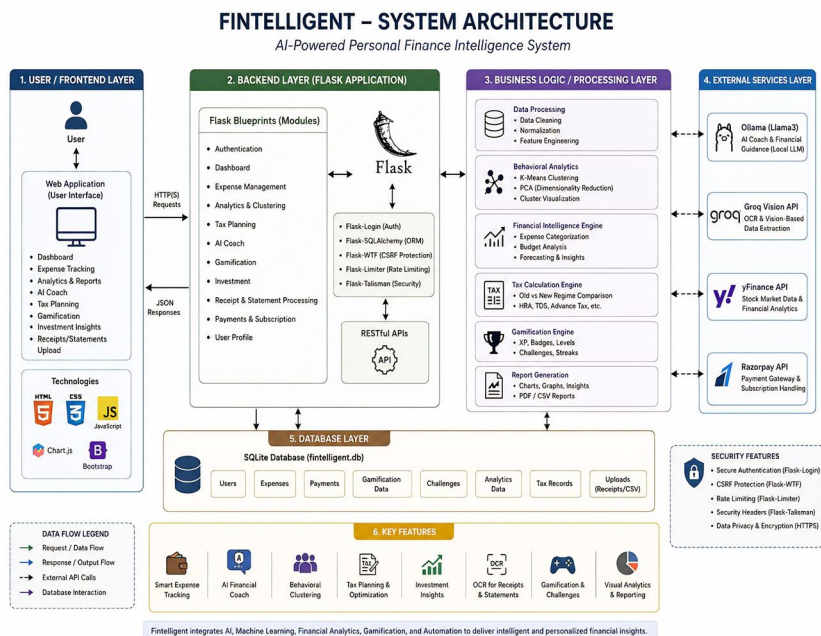 FINTELLIGENT – SYSTEM ARCHITECTURE
AI-Powered Personal Finance Intelligence System
1. USER / FRONTEND LAYER
User
Web Application
(User Interface)
• Dashboard
• Expense Tracking
• Analytics & Reports
• AI Coach
• Tax Planning
• Gamification
• Investment Insights
• Receipts/Statements
Upload
Technologies
HTML
5
CSS
3
JS
JavaScript
Chart.js
B
Bootstrap
HTTP(S)
Requests
JSON
Responses
2. BACKEND LAYER (FLASK APPLICATION)
Flask Blueprints (Modules)
• Authentication
• Dashboard
• Expense Management
• Analytics & Clustering
• Tax Planning
• AI Coach
• Gamification
• Investment
• Receipt & Statement Processing
• Payments & Subscription
• User Profile
Flask
• Flask-Login (Auth)
• Flask-SQLAlchemy (ORM)
• Flask-WTF (CSRF Protection)
• Flask-Limiter (Rate Limiting)
• Flask-Talisman (Security)
RESTful APIs
API
3. BUSINESS LOGIC / PROCESSING LAYER
Data Processing
• Data Cleaning
• Normalization
• Feature Engineering
Behavioral Analytics
• K-Means Clustering
• PCA (Dimensionality Reduction)
• Cluster Visualization
Financial Intelligence Engine
• Expense Categorization
• Budget Analysis
• Forecasting & Insights
TAX
Tax Calculation Engine
• Old vs New Regime Comparison
• HRA, TDS, Advance Tax, etc.
Gamification Engine
• XP, Badges, Levels
• Challenges, Streaks
Report Generation
• Charts, Graphs, Insights
• PDF / CSV Reports
4. EXTERNAL SERVICES LAYER
Ollama (Llama3)
AI Coach & Financial
Guidance (Local LLM)
groq
Groq Vision API
OCR & Vision-Based
Data Extraction
y!
yFinance API
Stock Market Data &
Financial Analytics
Razorpay API
Payment Gateway &
Subscription Handling
5. DATABASE LAYER
SQLite Database (fintelligent.db)
Users
Expenses
Payments
Gamification
Data
Challenges
Analytics
Data
Tax Records
Uploads
(Receipts/CSV)
SECURITY FEATURES
• Secure Authentication (Flask-Login)
• CSRF Protection (Flask-WTF)
• Rate Limiting (Flask-Limiter)
• Security Headers (Flask-Talisman)
• Data Privacy & Encryption (HTTPS)
DATA FLOW LEGEND
Request / Data Flow
Response / Output Flow
External API Calls
Database Interaction
6. KEY FEATURES
Smart Expense
Tracking
AI Financial
Coach
Behavioral
Clustering
Tax Planning &
Optimization
Investment
Insights
OCR
OCR for Receipts
& Statements
Gamification &
Challenges
Visual Analytics
& Reporting
Fintelligent integrates AI, Machine Learning, Financial Analytics, Gamification, and Automation to deliver intelligent and personalized financial insights.